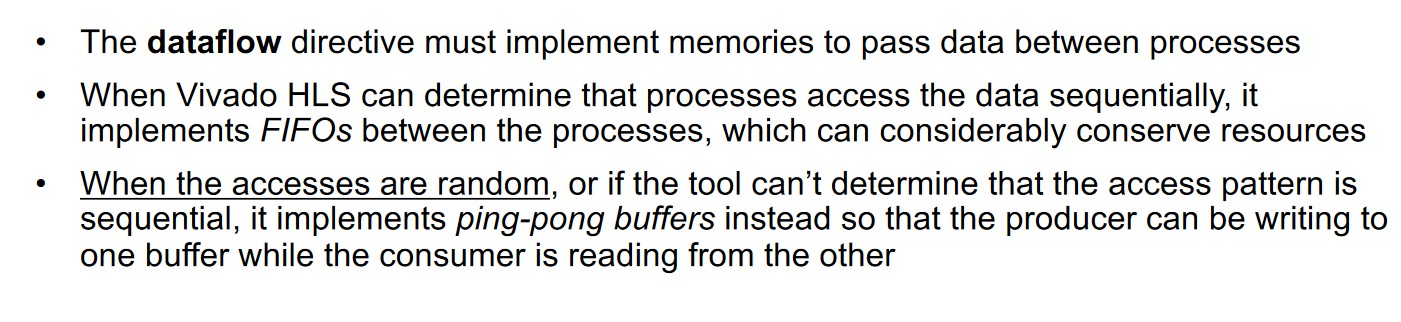 • The dataflow directive must implement memories to pass data between processes
• When Vivado HLS can determine that processes access the data sequentially, it
implements FIFOs between the processes, which can considerably conserve resources
• When the accesses are random, or if the tool can’t determine that the access pattern is
sequential, it implements ping-pong buffers instead so that the producer can be writing to
one buffer while the consumer is reading from the other